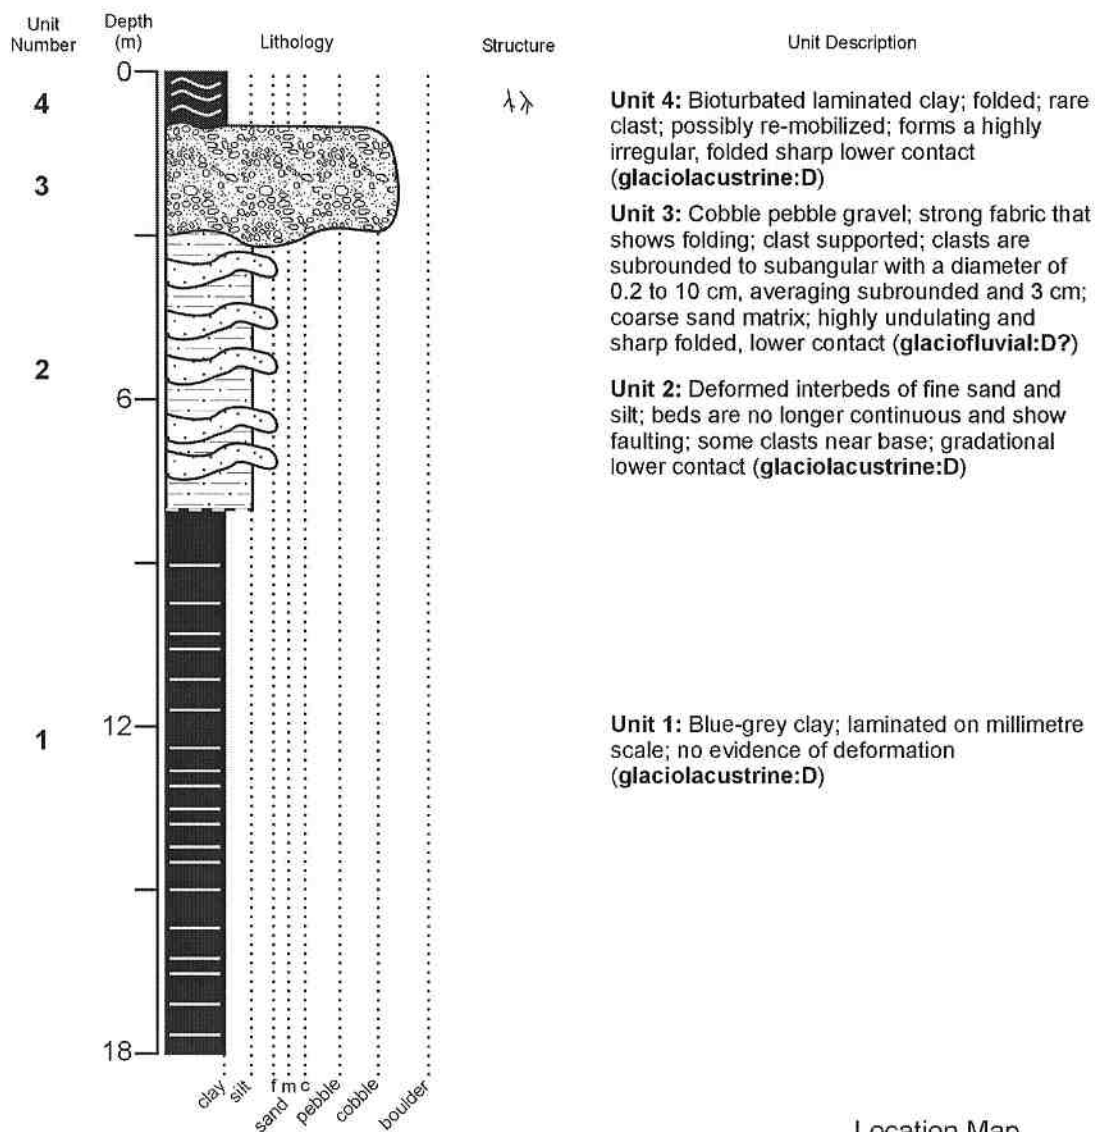 Unit
Number
Depth
(m)
Lithology
Structure
Unit Description
0
4
Unit 4: Bioturbated laminated clay; folded; rare
clast; possibly re-mobilized; forms a highly
irregular, folded sharp lower contact
(glaciolacustrine:D)
3
Unit 3: Cobble pebble gravel; strong fabric that
shows folding; clast supported; clasts are
subrounded to subangular with a diameter of
0.2 to 10 cm, averaging subrounded and 3 cm;
coarse sand matrix; highly undulating and
sharp folded, lower contact (glaciofluvial:D?)
2
6
Unit 2: Deformed interbeds of fine sand and
silt; beds are no longer continuous and show
faulting; some clasts near base; gradational
lower contact (glaciolacustrine:D)
12
1
Unit 1: Blue-grey clay; laminated on millimetre
scale; no evidence of deformation
(glaciolacustrine:D)
18
clay
silt
f m c
sand
pebble
cobble
boulder
Location Map